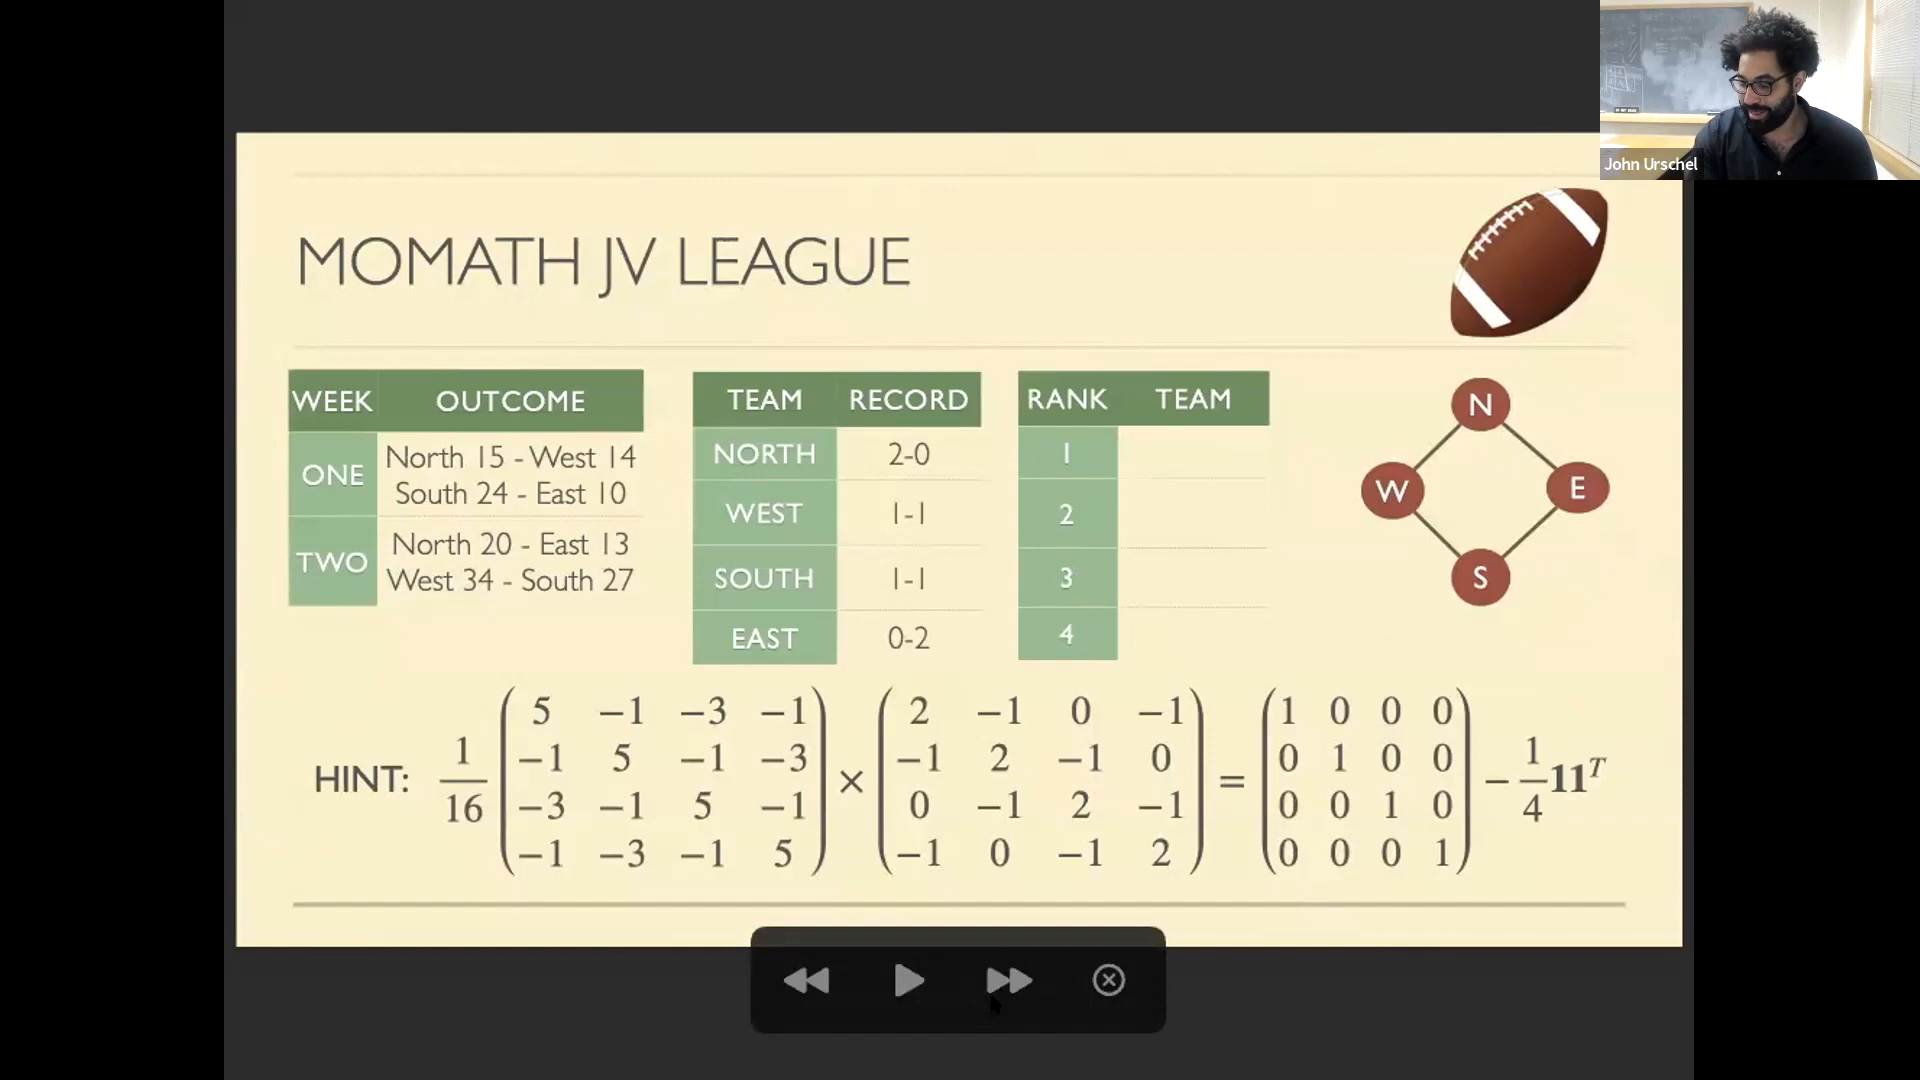 John Urschel
MOMATH JV LEAGUE
WEEK OUTCOME
ONE North 15 - West 14
South 24 - East 10
TWO North 20 - East 13
West 34 - South 27
TEAM RECORD
NORTH 2-0
WEST 1-1
SOUTH 1-1
EAST 0-2
RANK TEAM
1
2
3
4
N
W E
S
HINT: 1/16 ( 5 −1 −3 −1 ) × ( 2 −1 0 −1 ) = ( 1 0 0 0 ) − 1/4 11^T
( −1 5 −1 −3 ) ( −1 2 −1 0 ) ( 0 1 0 0 )
( −3 −1 5 −1 ) ( 0 −1 2 −1 ) ( 0 0 1 0 )
( −1 −3 −1 5 ) ( −1 0 −1 2 ) ( 0 0 0 1 )